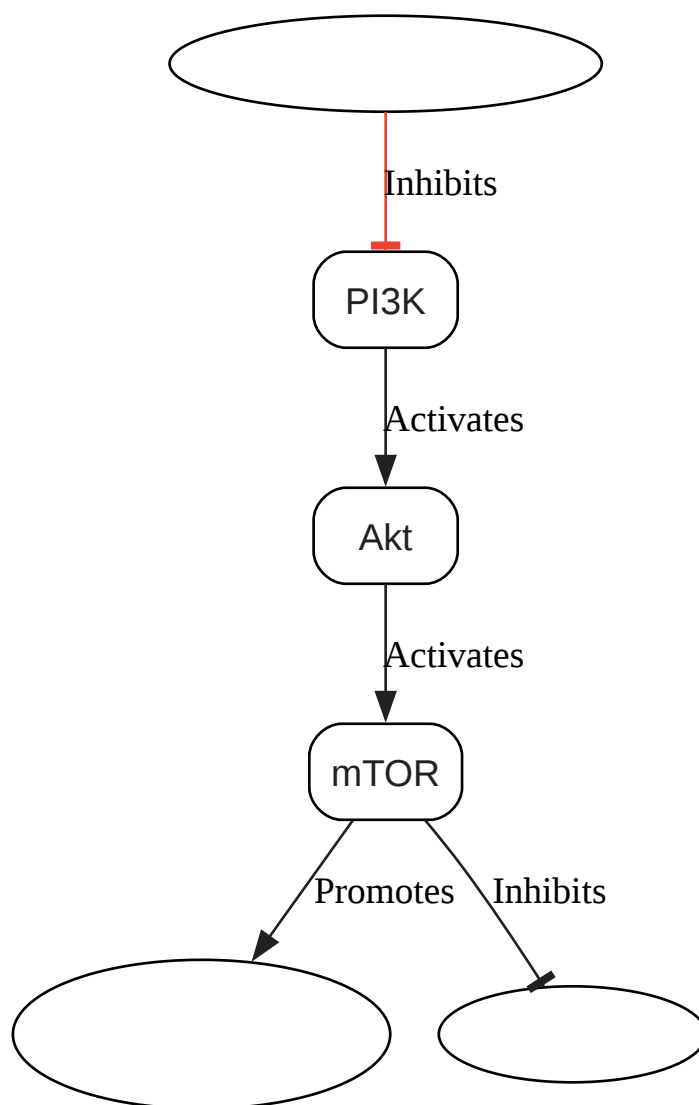 Inhibits
PI3K
Activates
Akt
Activates
mTOR
Promotes
Inhibits